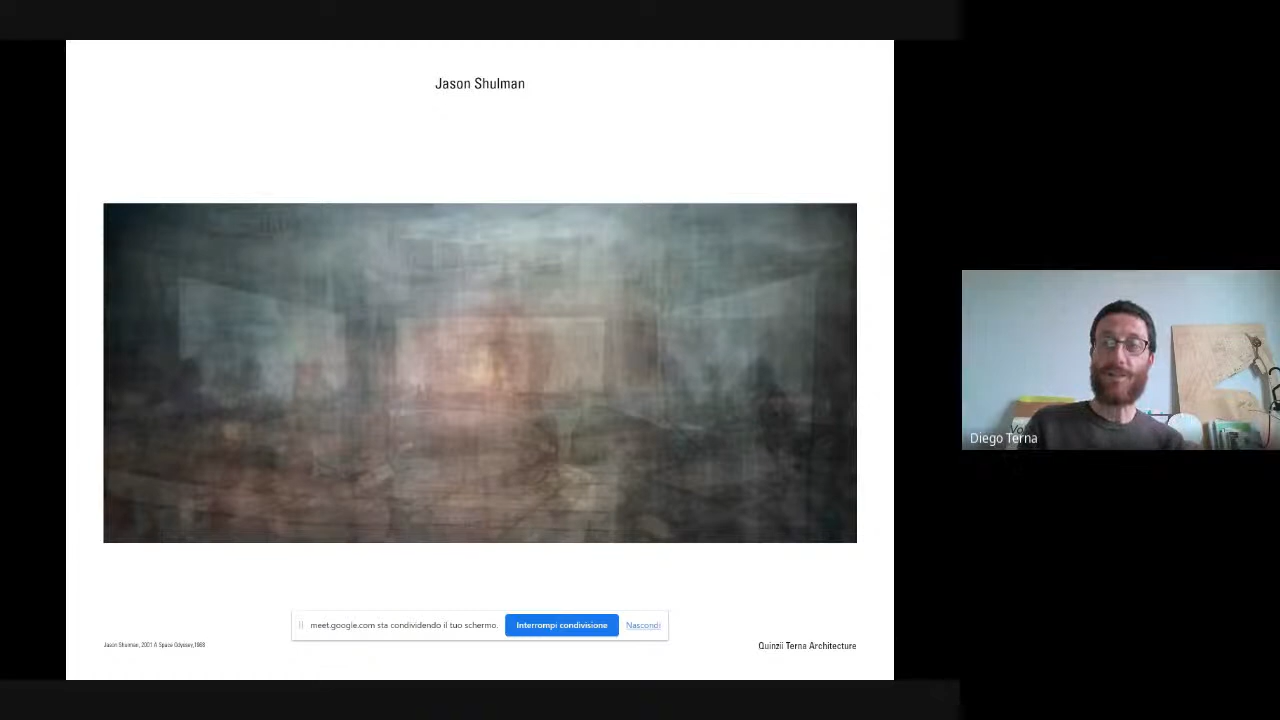 Jason Shulman
meet.google.com sta condividendo il tuo schermo.
Interrompi condivisione
Nascondi
Jason Shulman, 2001 A Space Odyssey,1968
Quinzii Terna Architecture
Diego Terna